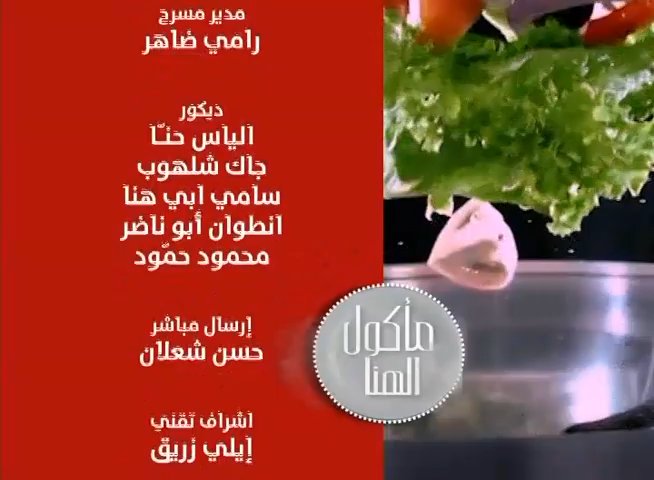 مدير مسرح
رامي ضاهر
ديكور
الياس حنّا
جاك شلهوب
سامي ابي هنا
انطوان أبو ناضر
محمود حمّود
إرسال مباشر
حسن شعلان
اشراف تقني
إيلي زريق
مأكول
الهنا